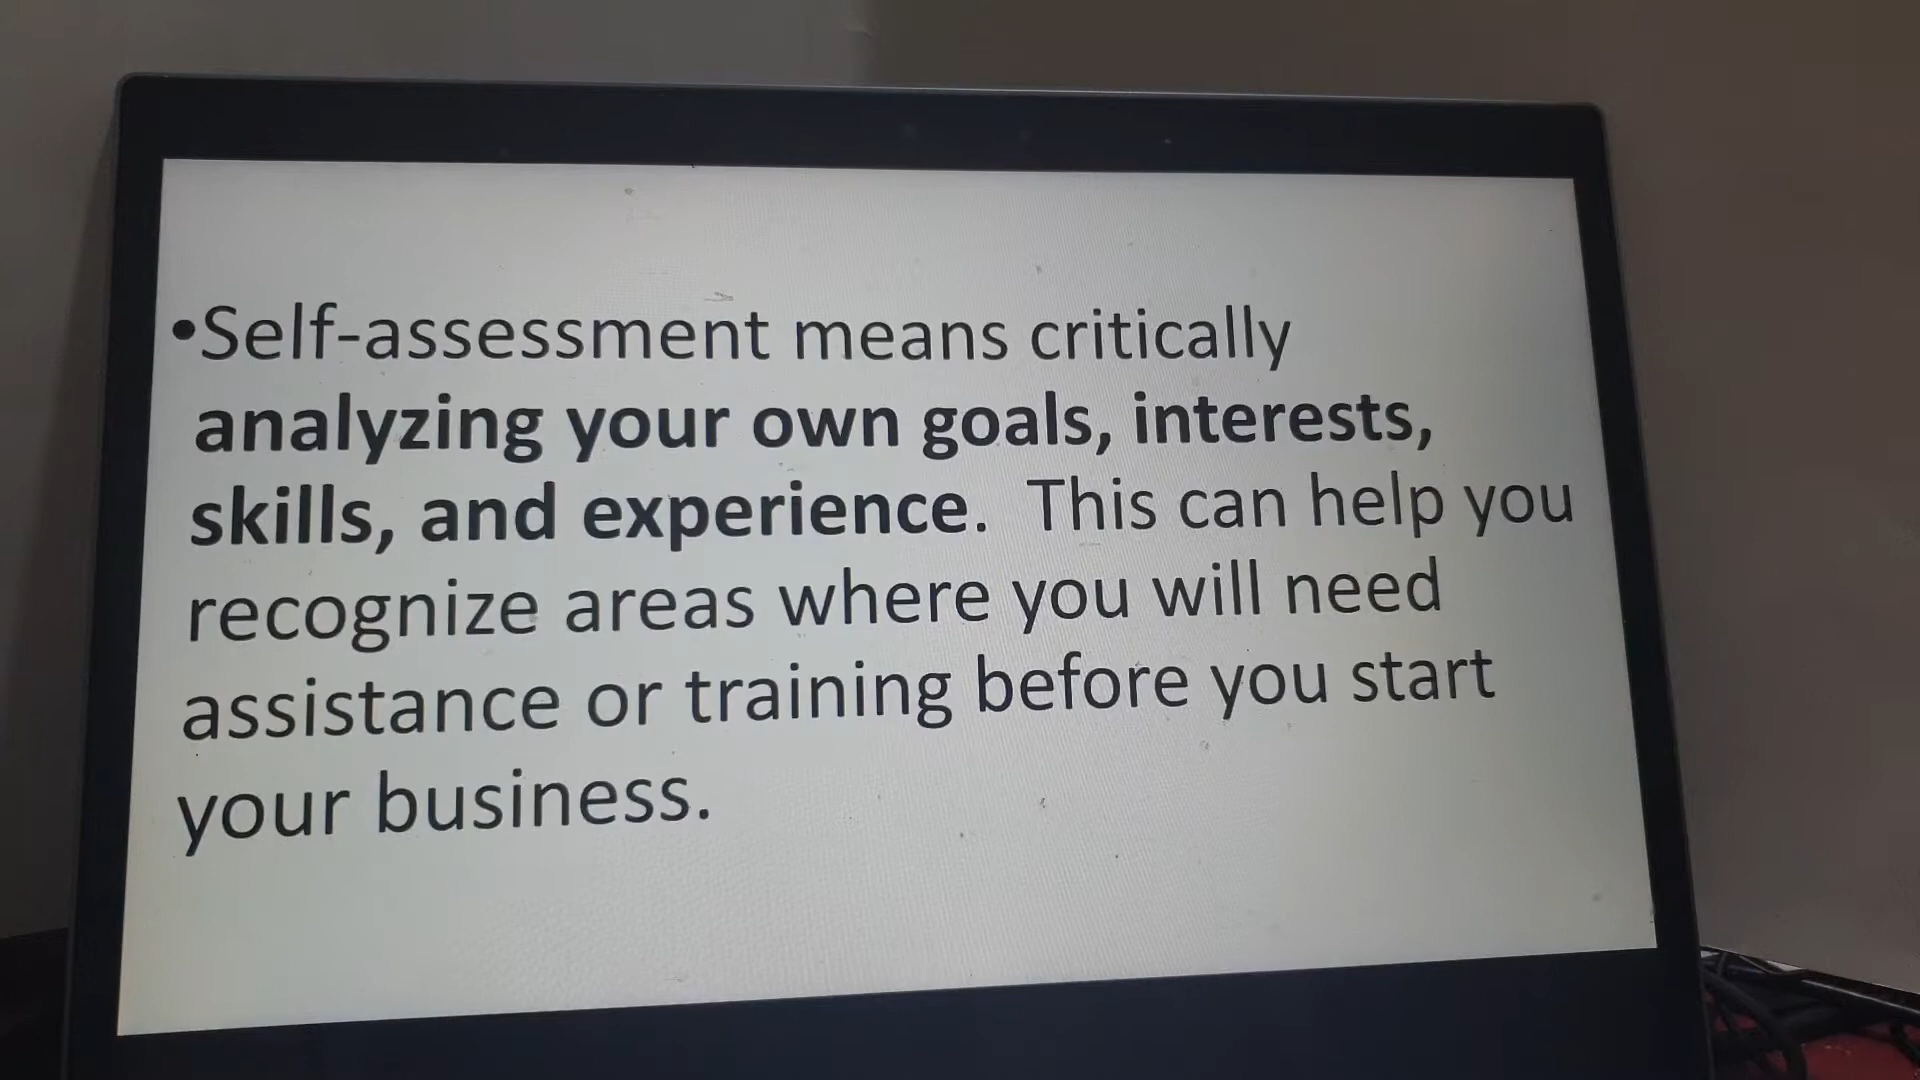 •Self-assessment means critically
analyzing your own goals, interests,
skills, and experience. This can help you
recognize areas where you will need
assistance or training before you start
your business.